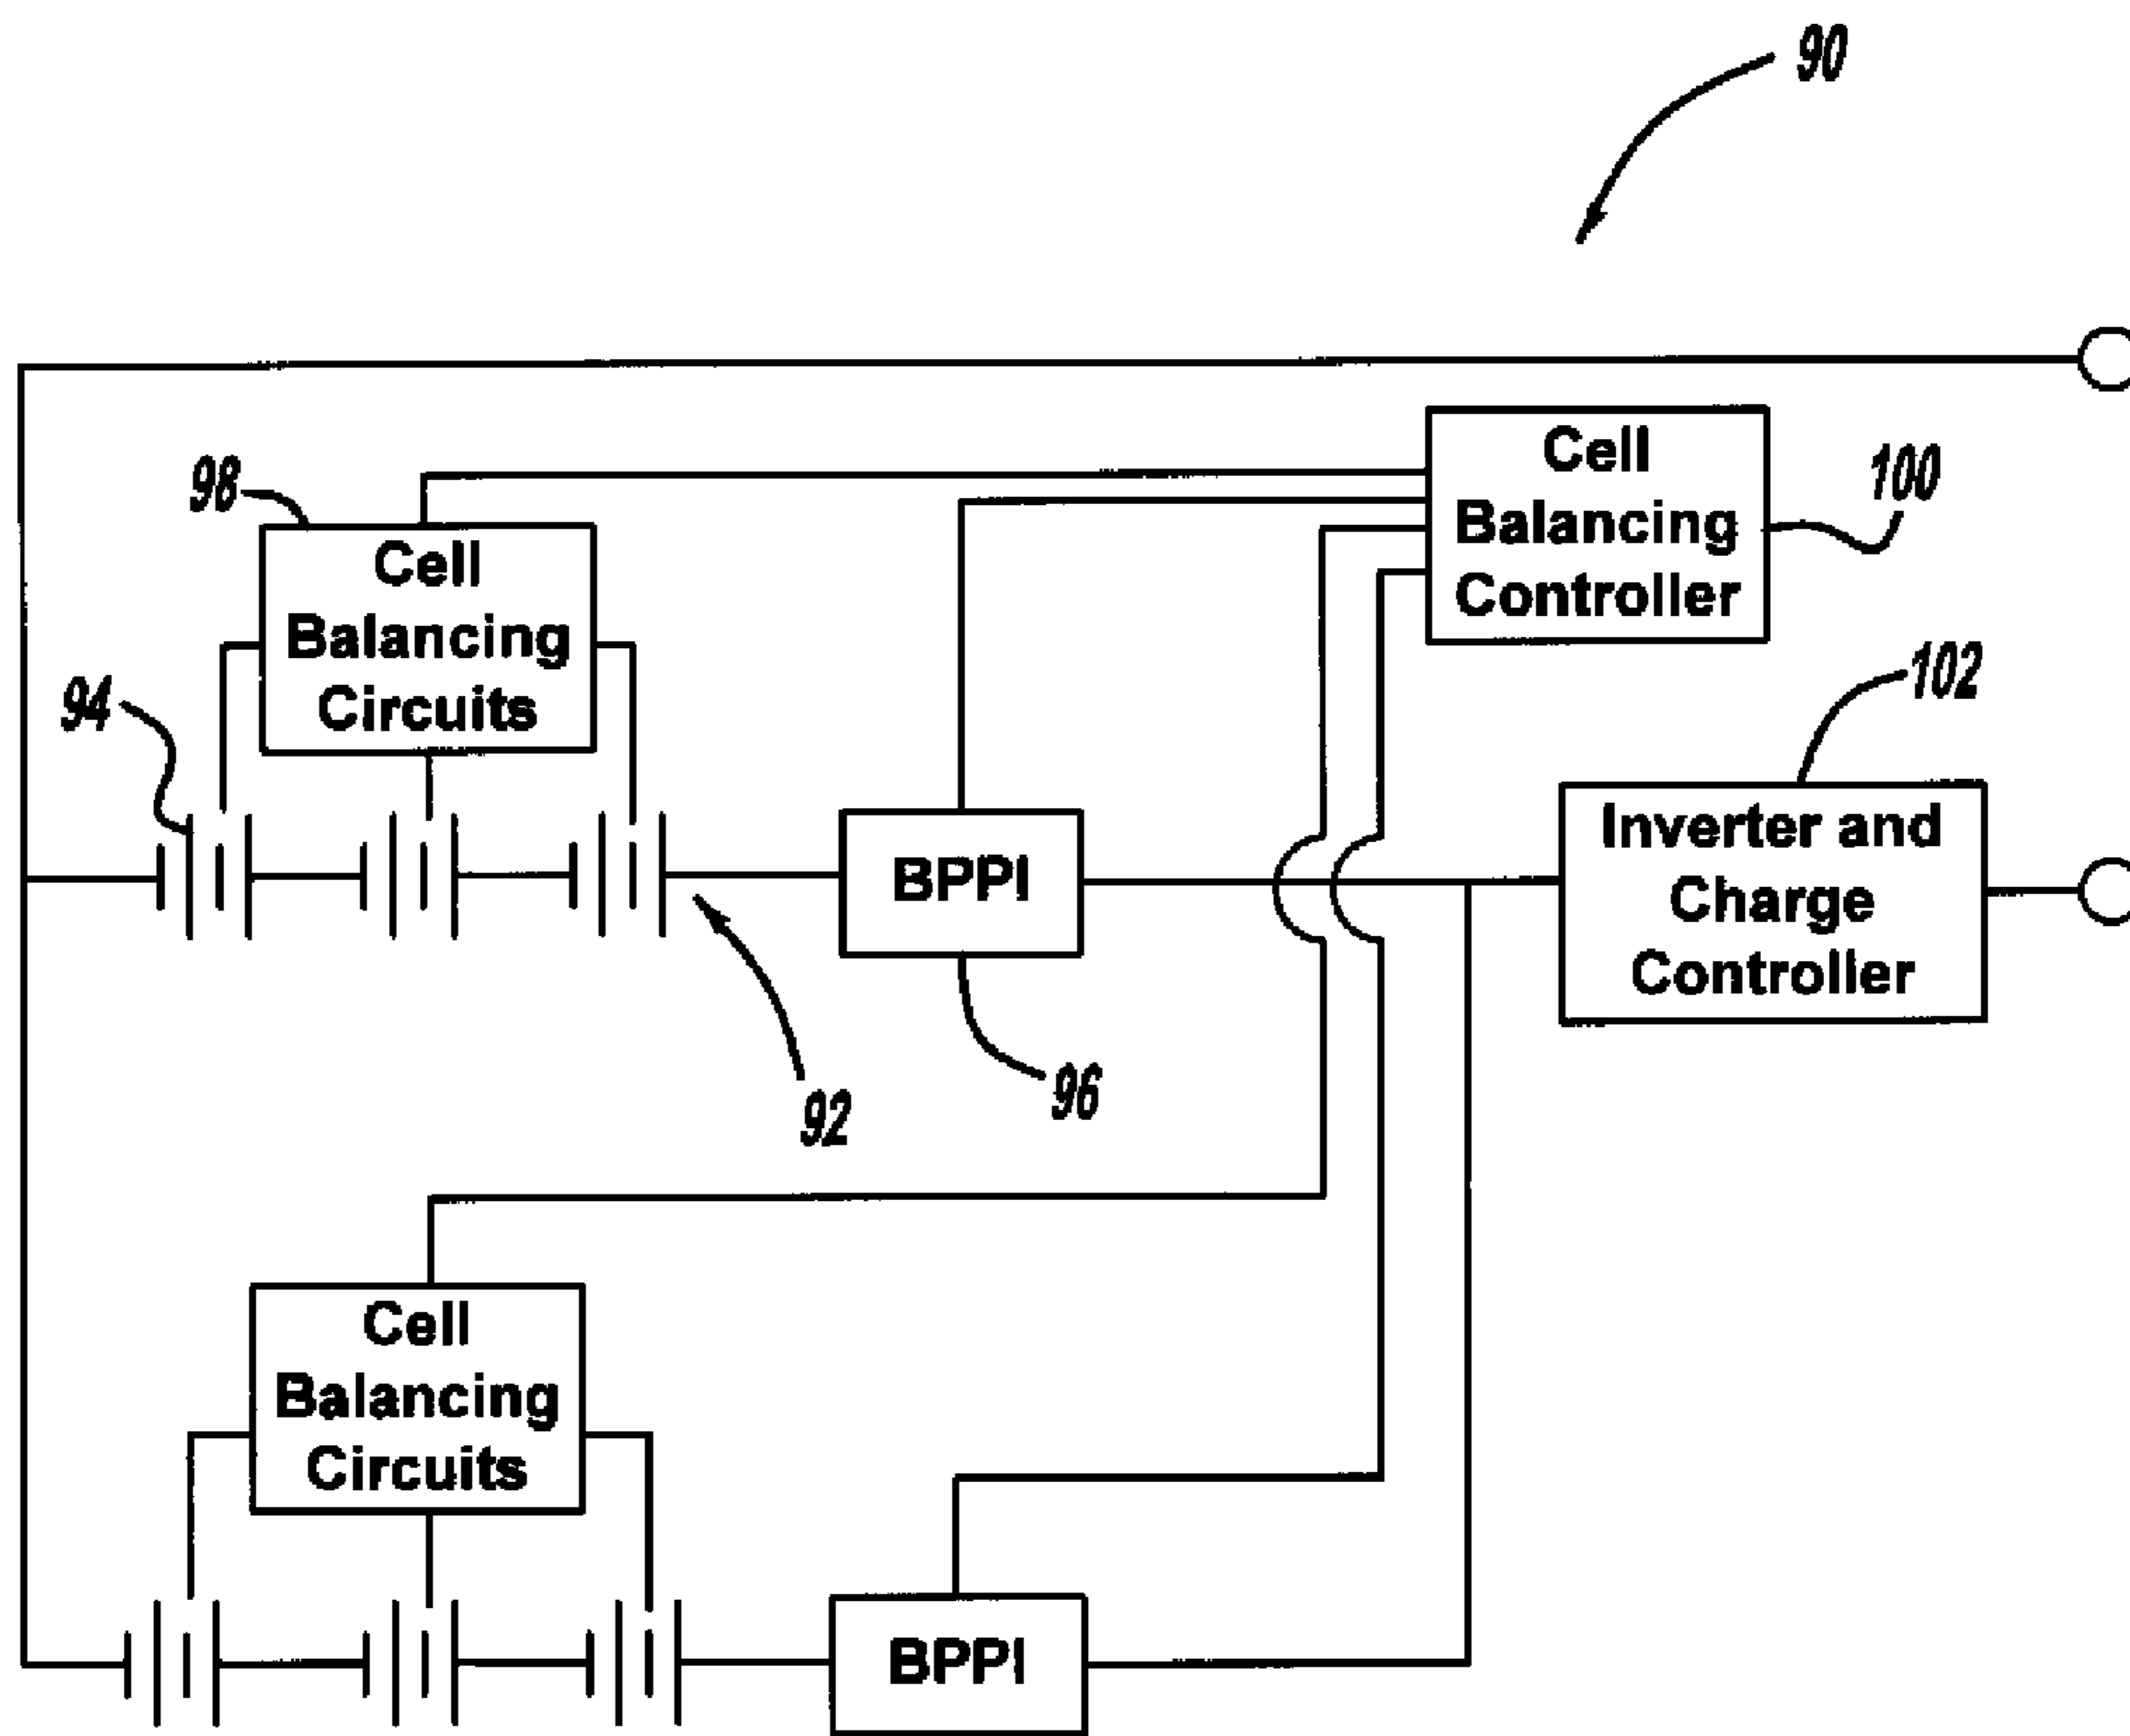 90
98
Cell
Balancing
Circuits
Cell
Balancing
Controller
100
94
102
BPPI
Inverter and
Charge
Controller
92
96
Cell
Balancing
Circuits
BPPI